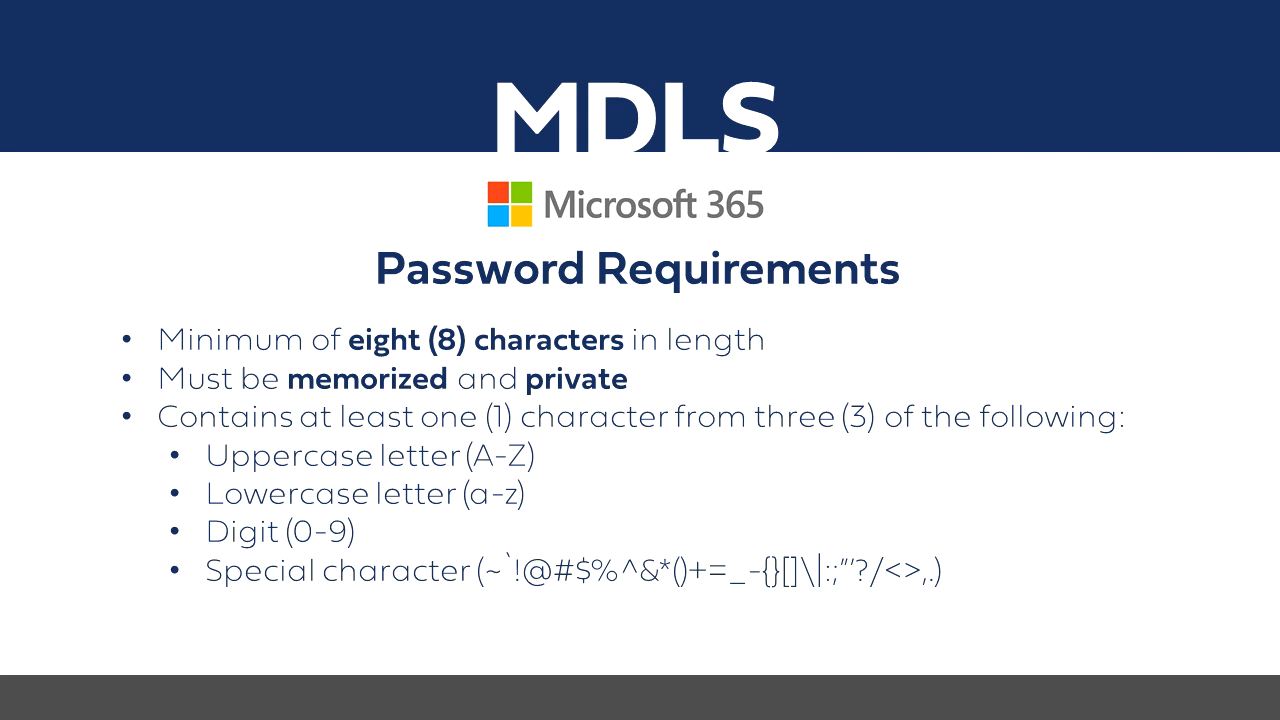 MDLS
Microsoft 365
Password Requirements
• Minimum of eight (8) characters in length
• Must be memorized and private
• Contains at least one (1) character from three (3) of the following:
• Uppercase letter (A-Z)
• Lowercase letter (a-z)
• Digit (0-9)
• Special character (~`!@#$%^&*()+=_-{}[]\|:;”’?/<>,.)